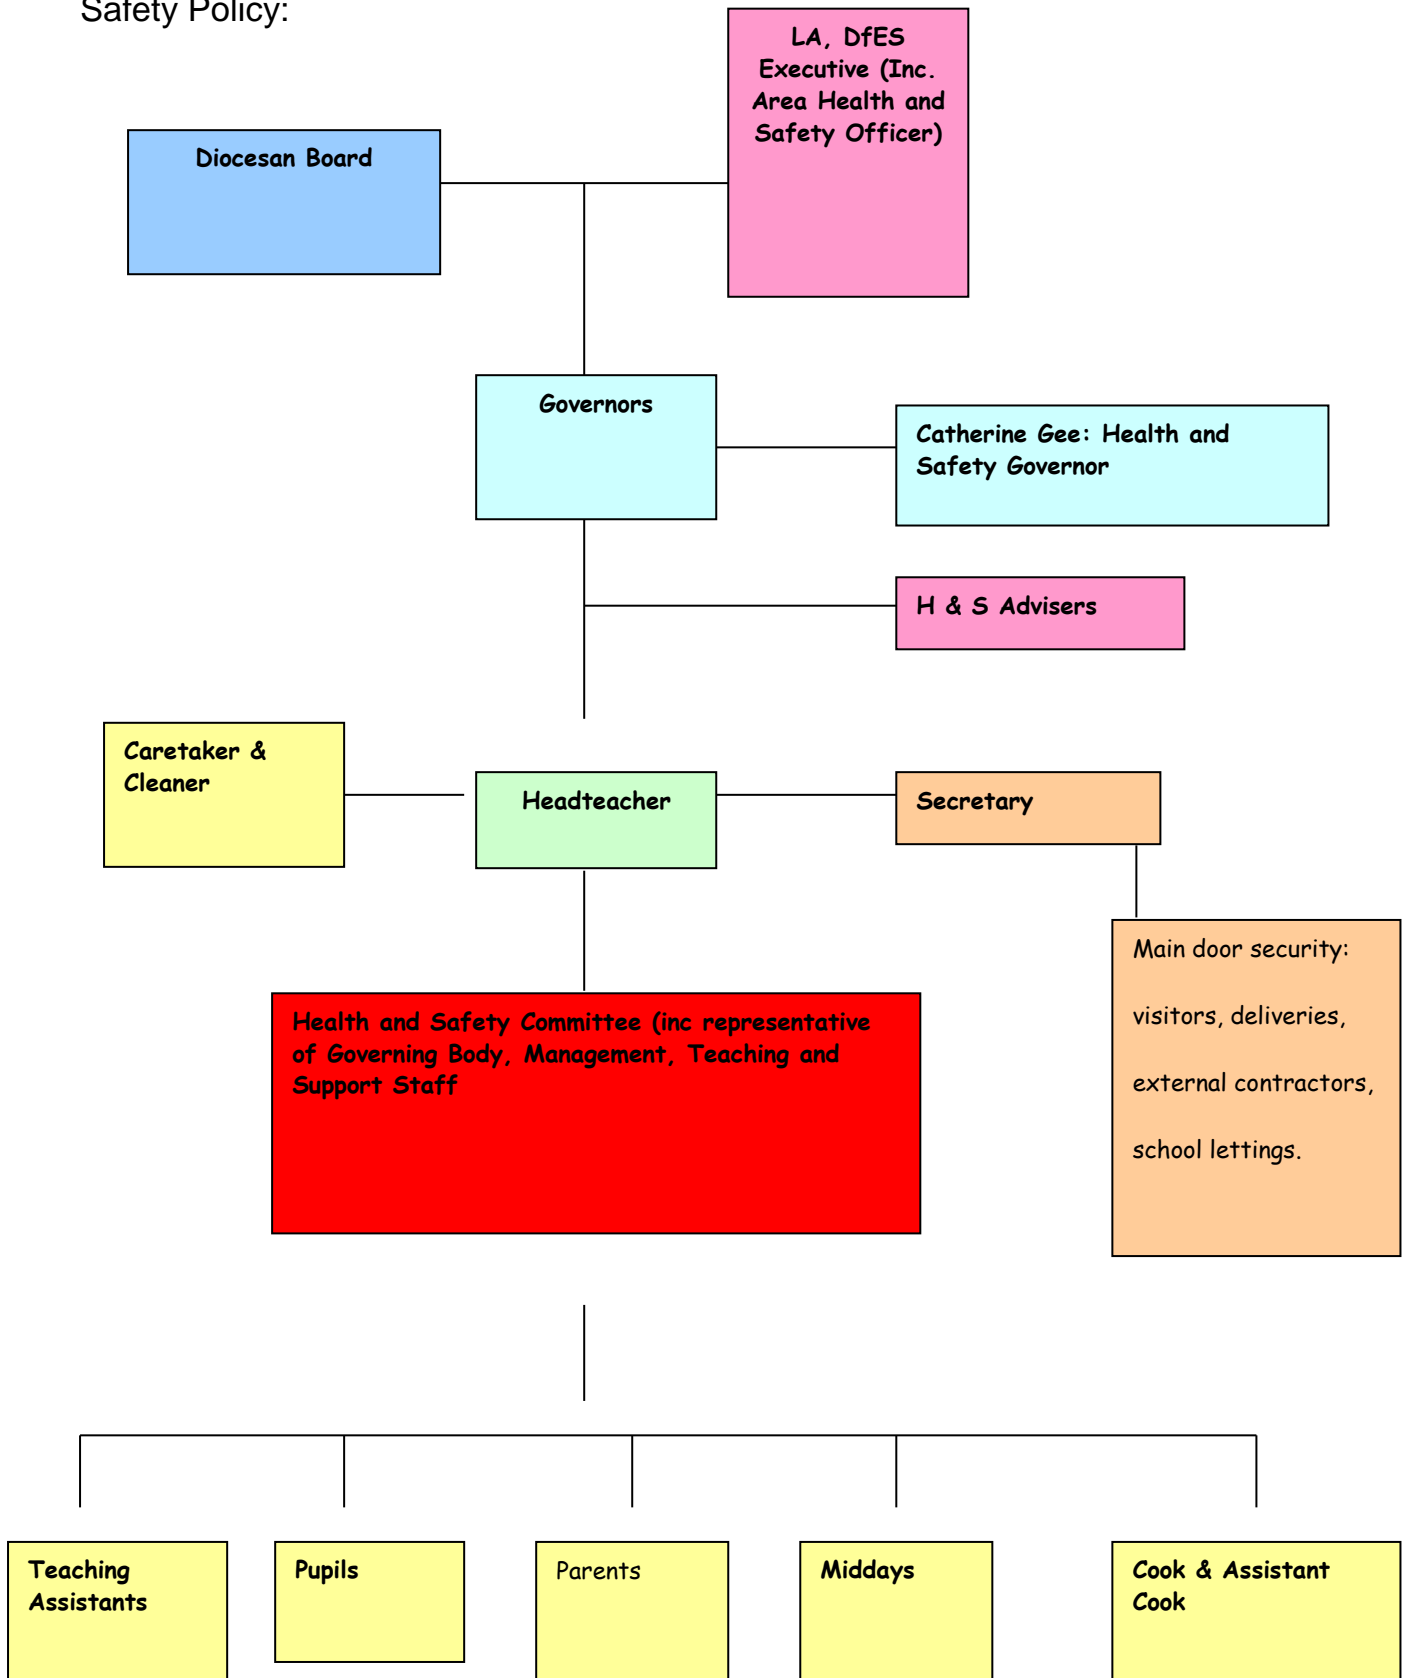 Safety Policy:
LA, DfES
Executive (Inc.
Area Health and
Safety Officer)
Diocesan Board
Governors
Catherine Gee: Health and
Safety Governor
H & S Advisers
Caretaker &
Cleaner
Headteacher
Secretary
Main door security:
visitors, deliveries,
external contractors,
school lettings.
Health and Safety Committee (inc representative
of Governing Body, Management, Teaching and
Support Staff
Teaching
Assistants
Pupils
Parents
Middays
Cook & Assistant
Cook